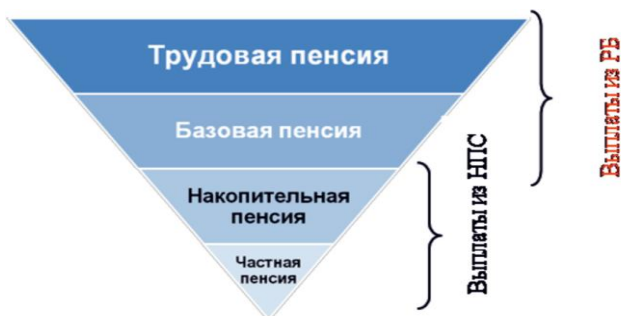 Трудовая пенсия
Базовая пенсия
Накопительная
пенсия
Частная
пенсия
Выплаты из НПС
Выплаты из РБ